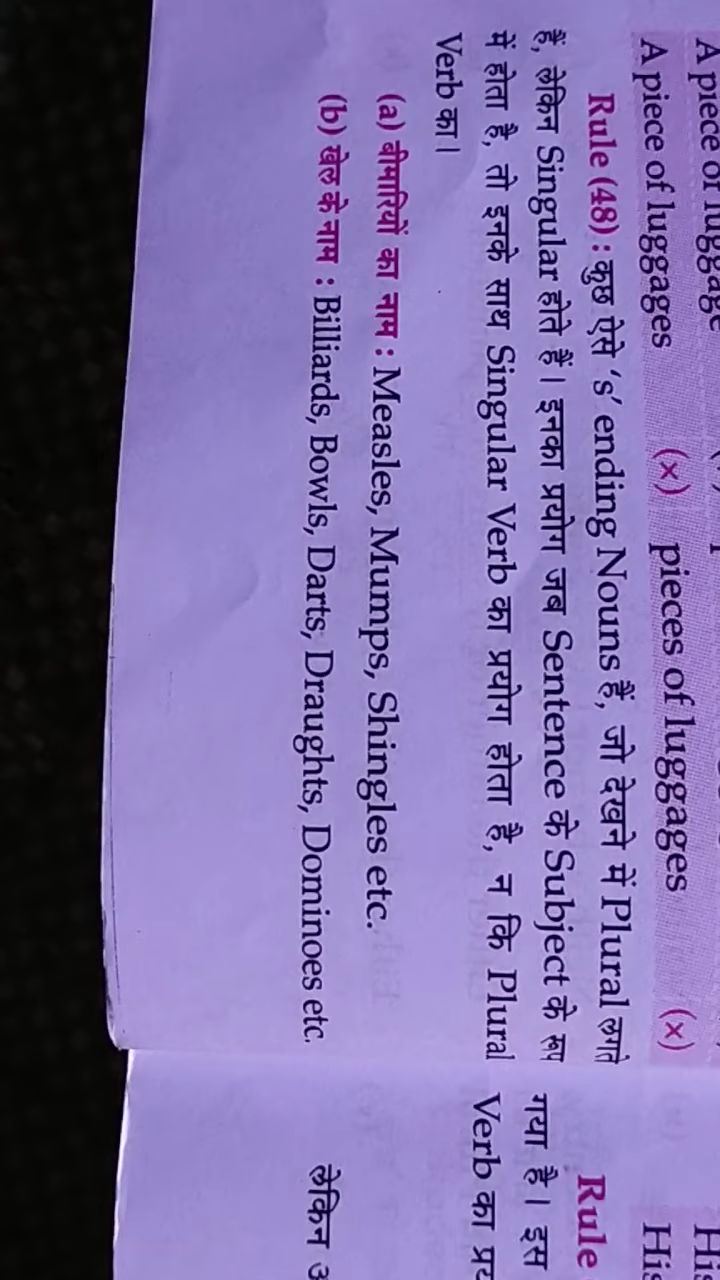 A piece of luggage
A piece of luggages (×) pieces of luggages (×)
Rule (48) : कुछ ऐसे ‘s’ ending Nouns हैं, जो देखने में Plural लगते
हैं, लेकिन Singular होते हैं। इनका प्रयोग जब Sentence के Subject के रूप
में होता है, तो इनके साथ Singular Verb का प्रयोग होता है, न कि Plural
Verb का।
(a) बीमारियों का नाम : Measles, Mumps, Shingles etc.
(b) खेल के नाम : Billiards, Bowls, Darts, Draughts, Dominoes etc.
His
Rule
गया है। इस
Verb का
लेकिन